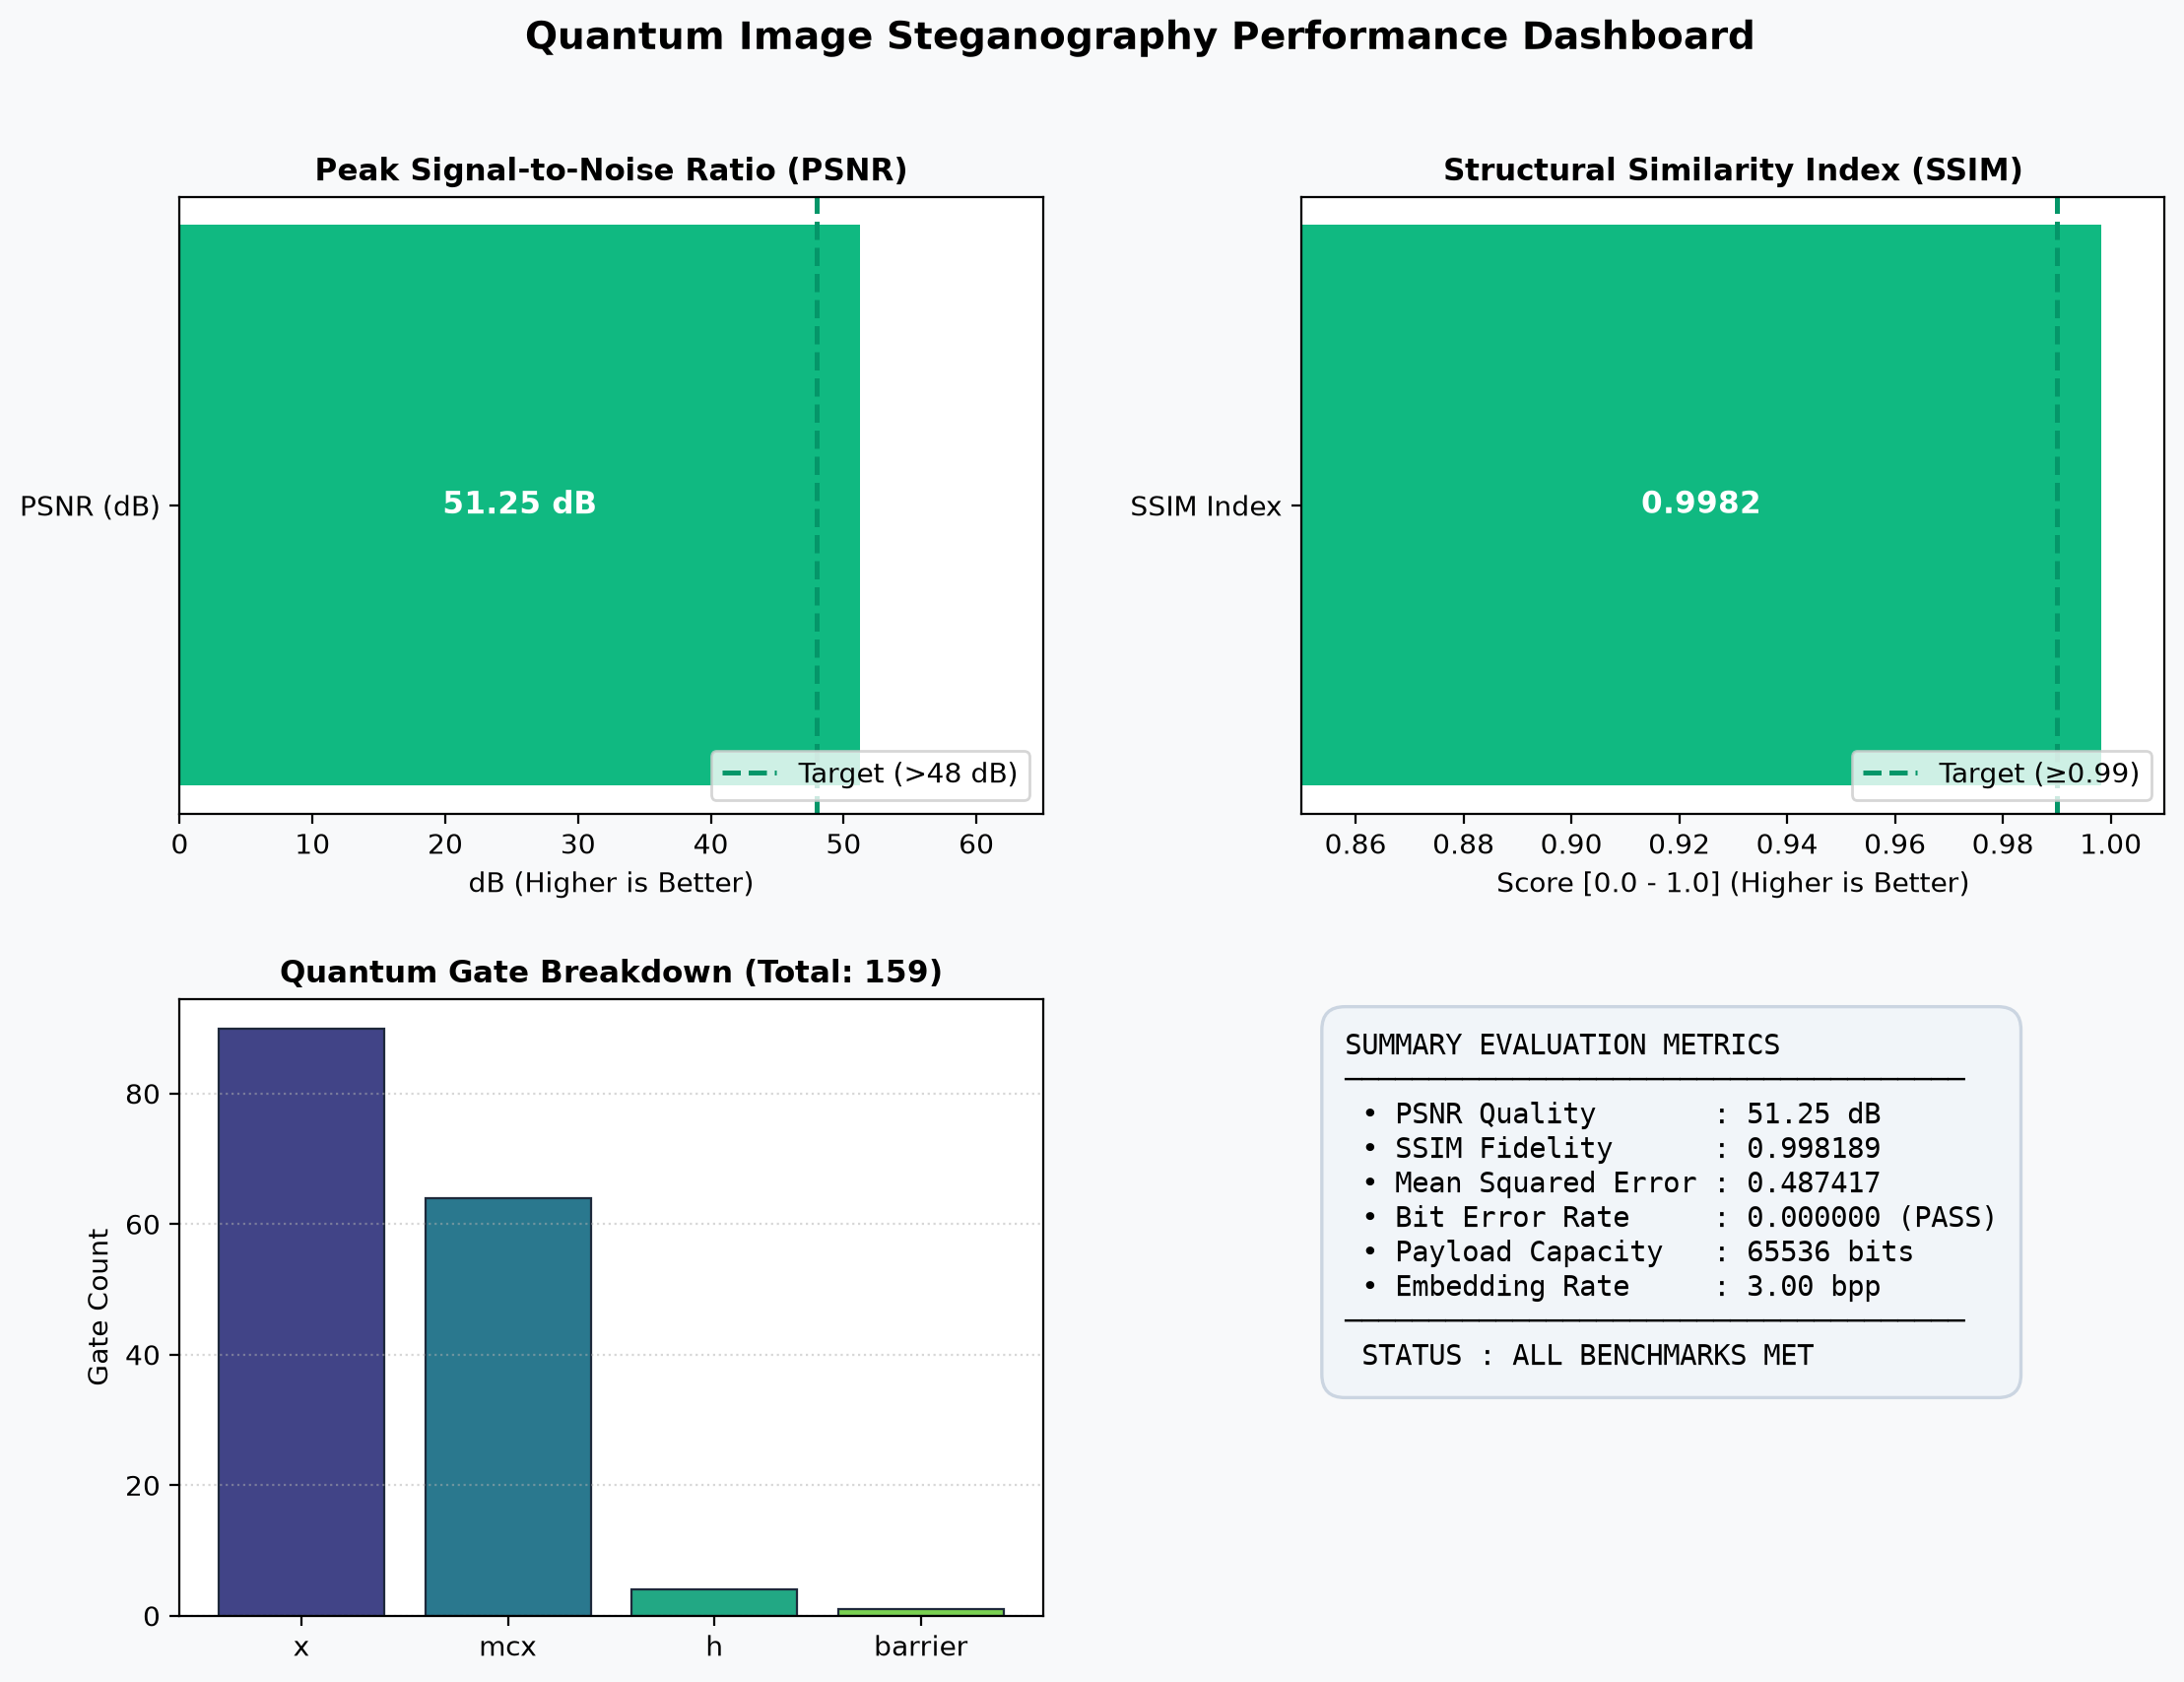 Quantum Image Steganography Performance Dashboard
Peak Signal-to-Noise Ratio (PSNR)
PSNR (dB)
51.25 dB
Target (>48 dB)
0 10 20 30 40 50 60
dB (Higher is Better)
Structural Similarity Index (SSIM)
SSIM Index
0.9982
Target (≥0.99)
0.86 0.88 0.90 0.92 0.94 0.96 0.98 1.00
Score [0.0 - 1.0] (Higher is Better)
Quantum Gate Breakdown (Total: 159)
Gate Count
80
60
40
20
0
x mcx h barrier
SUMMARY EVALUATION METRICS
• PSNR Quality : 51.25 dB
• SSIM Fidelity : 0.998189
• Mean Squared Error : 0.487417
• Bit Error Rate : 0.000000 (PASS)
• Payload Capacity : 65536 bits
• Embedding Rate : 3.00 bpp
STATUS : ALL BENCHMARKS MET